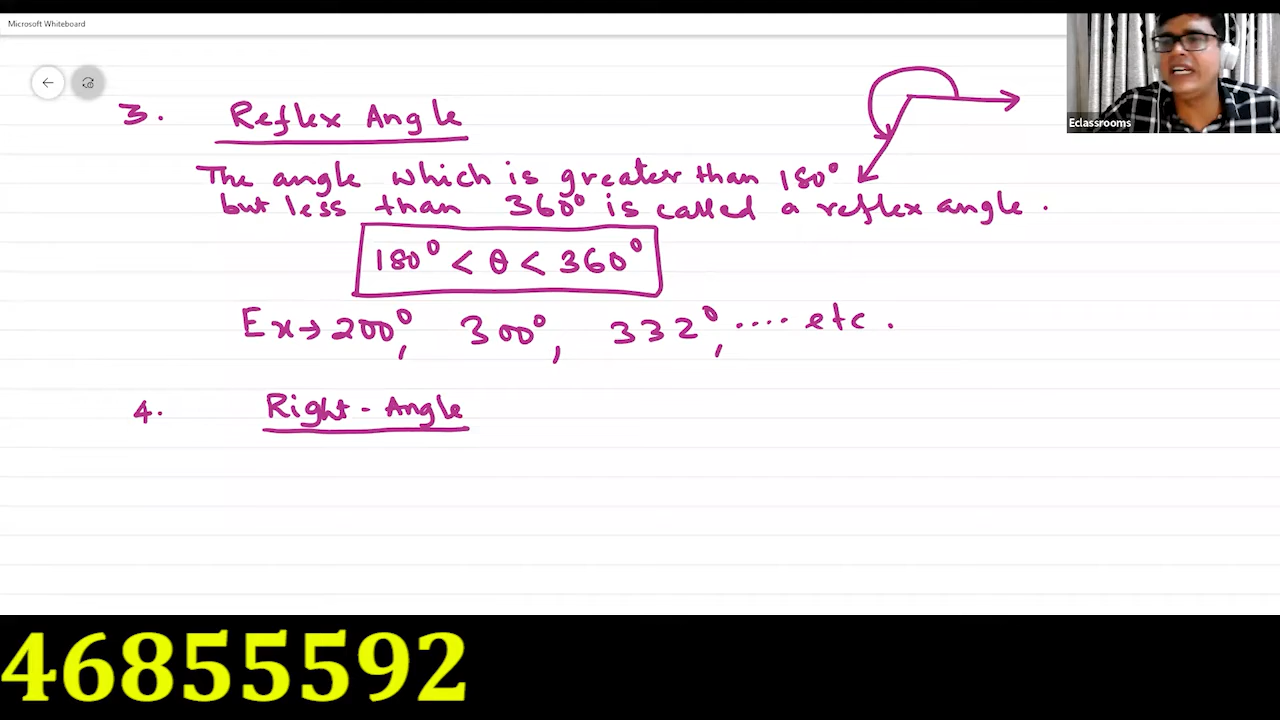 Microsoft Whiteboard
3. Reflex Angle
The angle which is greater than 180°
but less than 360° is called a reflex angle.
180° < θ < 360°
Ex→ 200°, 300°, 332°, .... etc.
4. Right-Angle
Eclassrooms
46855592